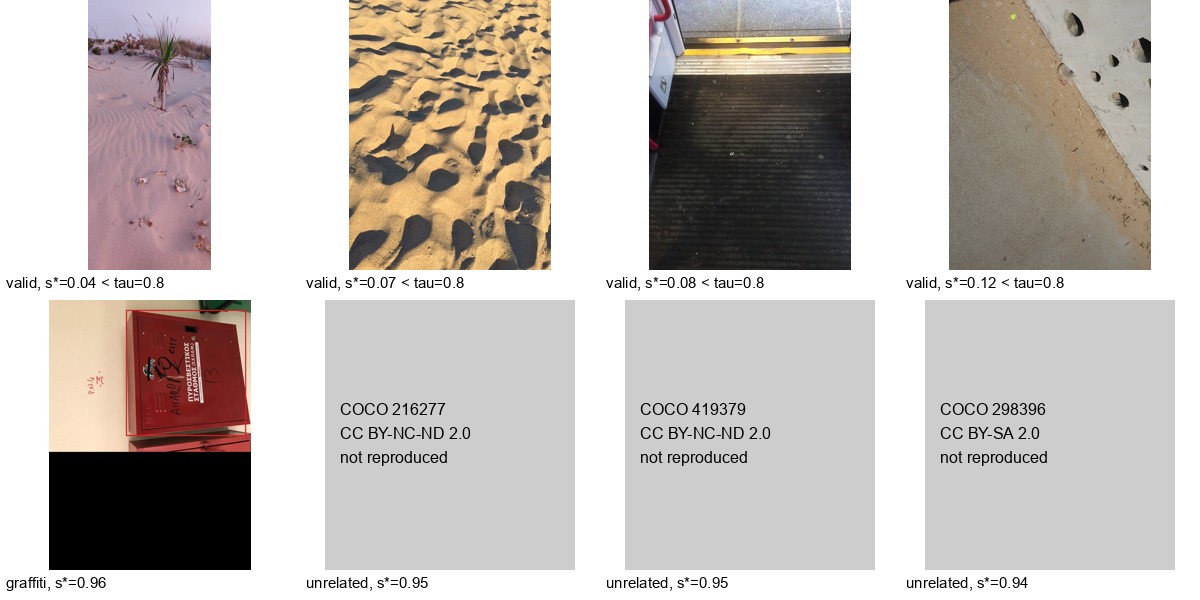 valid, s*=0.04 < tau=0.8
valid, s*=0.07 < tau=0.8
valid, s*=0.08 < tau=0.8
valid, s*=0.12 < tau=0.8
ΠΥΡΟΣΒΕΣΤΙΚΟΣ
ΣΤΑΘΜΟΣ
13
CITY
COCO 216277
CC BY-NC-ND 2.0
not reproduced
COCO 419379
CC BY-NC-ND 2.0
not reproduced
COCO 298396
CC BY-SA 2.0
not reproduced
graffiti, s*=0.96
unrelated, s*=0.95
unrelated, s*=0.95
unrelated, s*=0.94